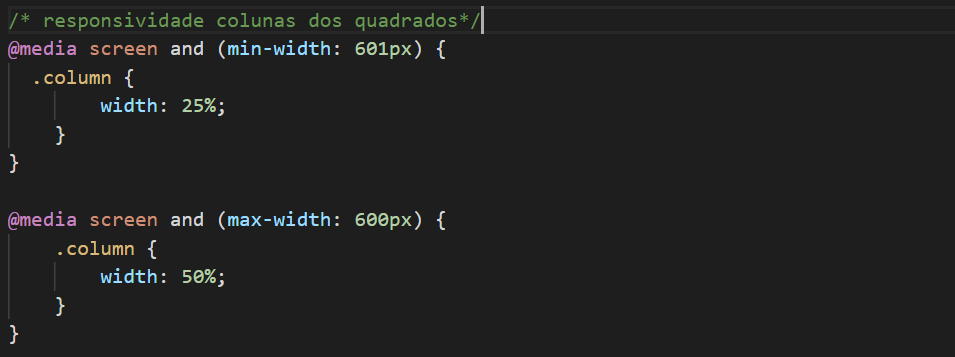 /* responsividade colunas dos quadrados*/
@media screen and (min-width: 601px) {
.column {
width: 25%;
}
}
@media screen and (max-width: 600px) {
.column {
width: 50%;
}
}